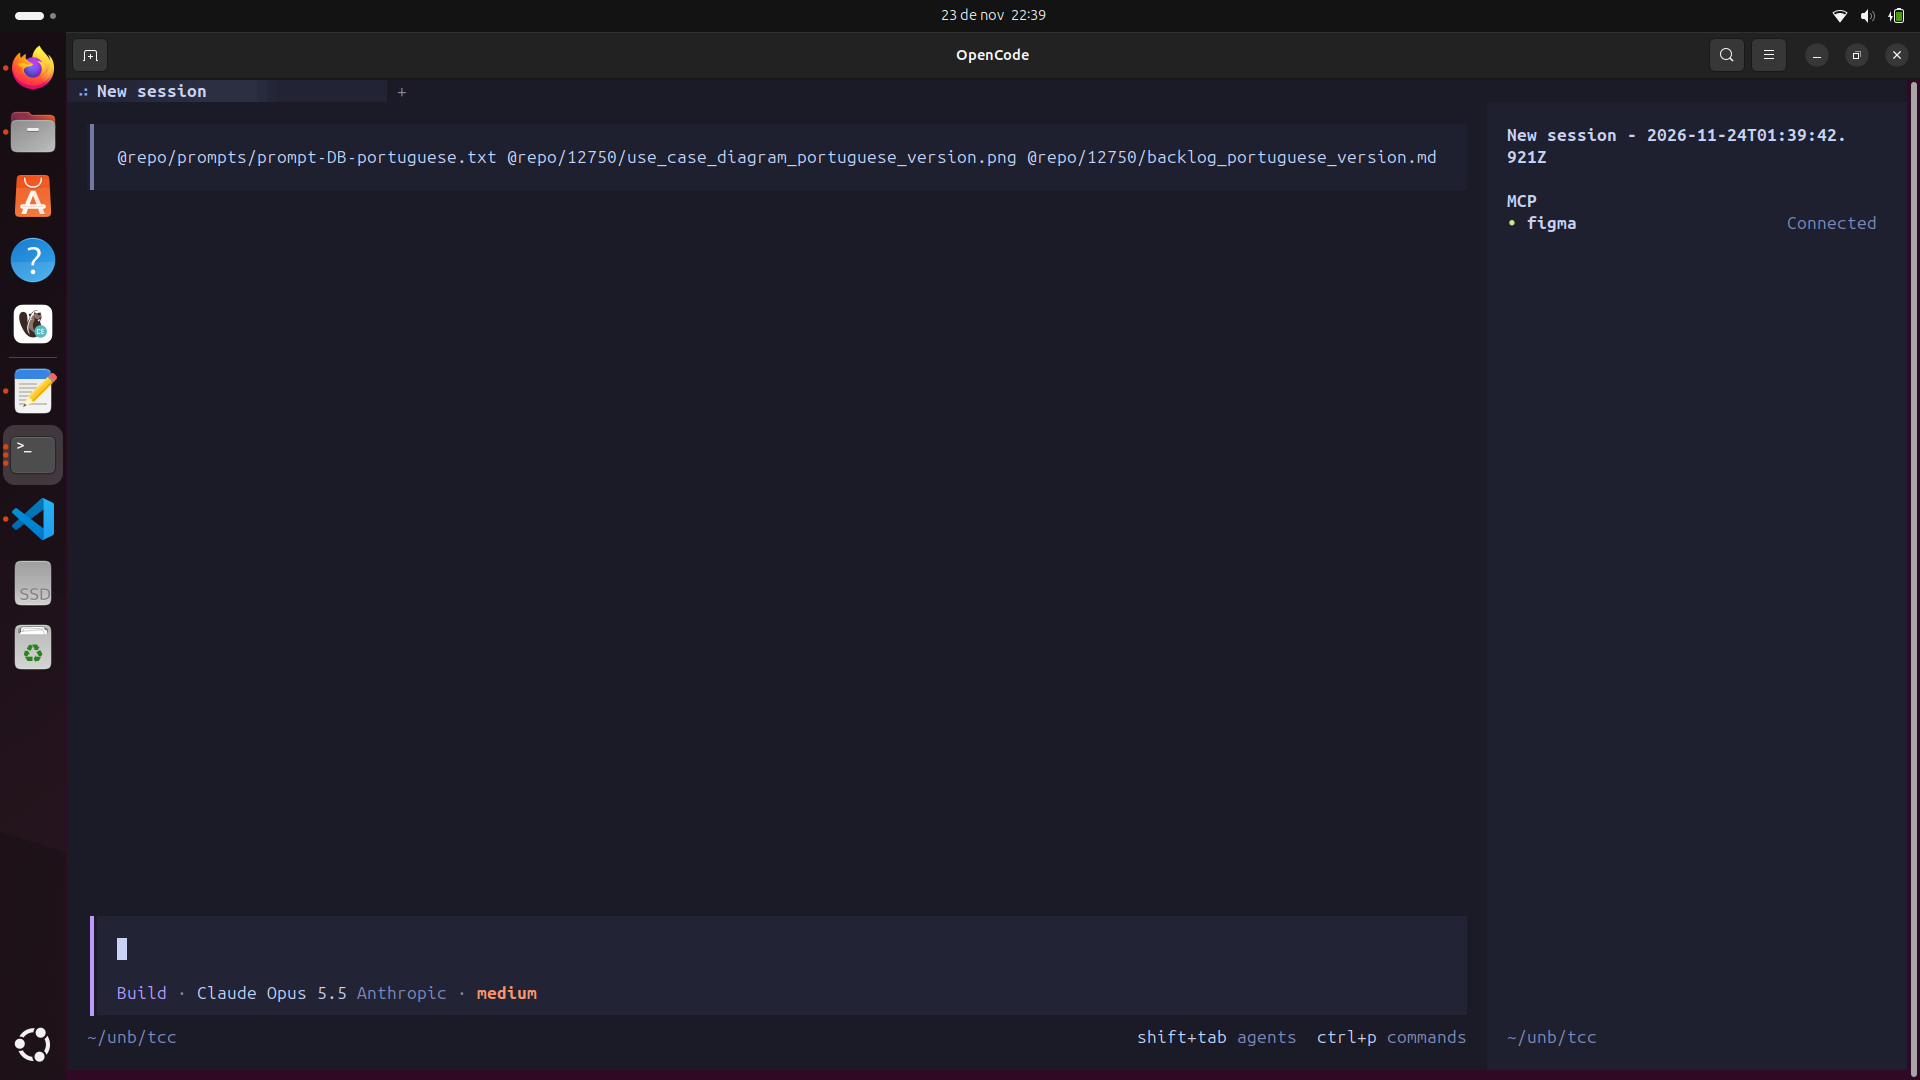 23 de nov 22:39
OpenCode
New session
+
@repo/prompts/prompt-DB-portuguese.txt @repo/12750/use_case_diagram_portuguese_version.png @repo/12750/backlog_portuguese_version.md
New session - 2026-11-24T01:39:42.
921Z
MCP
• figma Connected
>_
SSD
Build · Claude Opus 5.5 Anthropic · medium
~/unb/tcc
shift+tab agents ctrl+p commands
~/unb/tcc